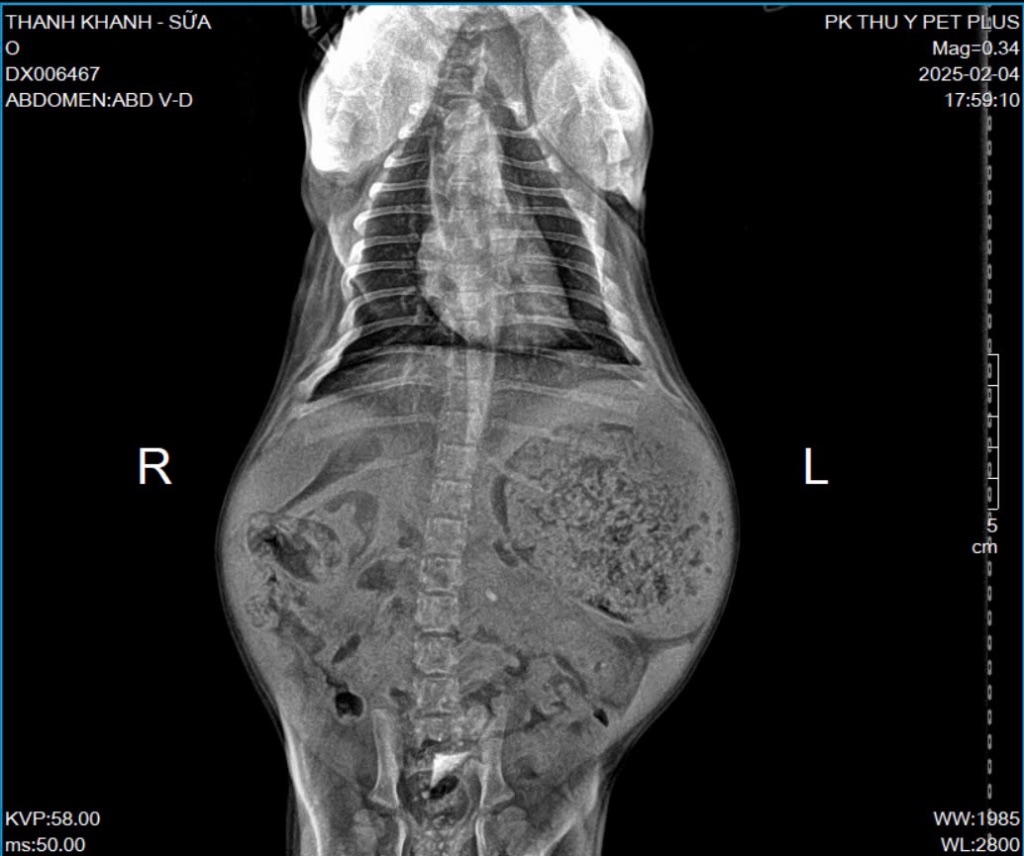 THANH KHANH - SỮA
O
DX006467
ABDOMEN:ABD V-D
PK THU Y PET PLUS
Mag=0.34
2025-02-04
17:59:10
R
L
5
cm
KVP:58.00
ms:50.00
WW:1985
WL:2800